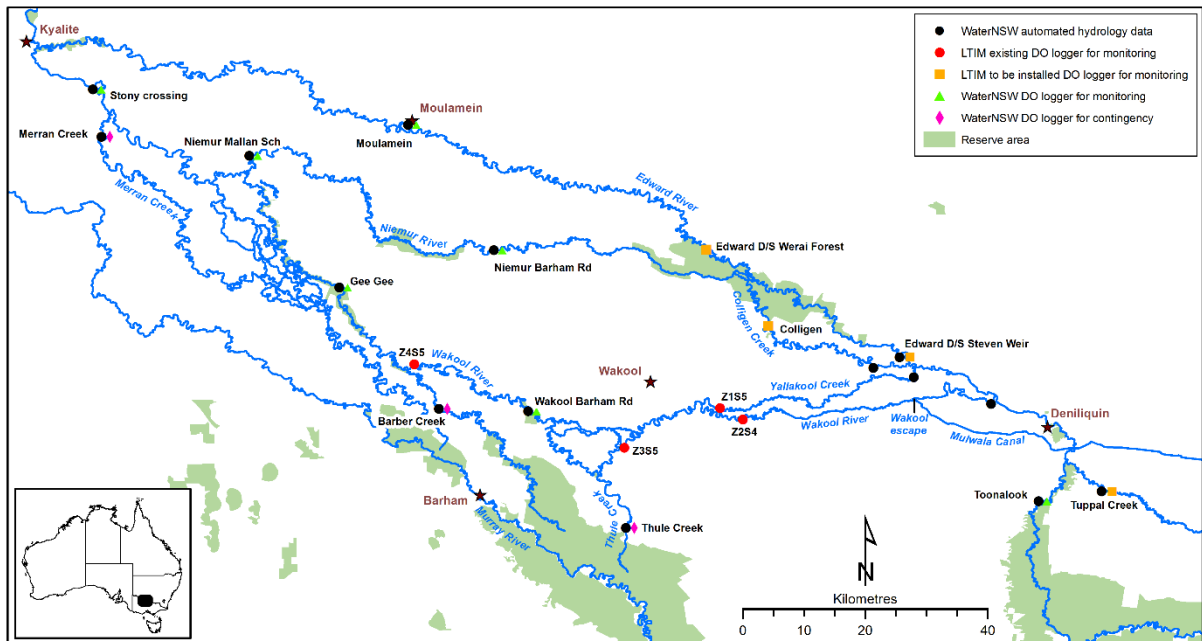 Kyalite
Stony crossing
Merran Creek
Niemur Mallan Sch
Moulamein
Moulamein
Merran Creek
Edward River
Niemur River
Niemur Barham Rd
Edward D/S Werai Forest
Gee Gee
Colligen Creek
Colligen
Edward D/S Steven Weir
Z4S5
Wakool River
Wakool
Yallakool Creek
Z1S5
Wakool Barham Rd
Barber Creek
Z2S4
Wakool River
Wakool
escape
Mulwala Canal
Deniliquin
Z3S5
Barham
Murray River
Thule Creek
Thule Creek
Toonalook
Tuppal Creek
WaterNSW automated hydrology data
LTIM existing DO logger for monitoring
LTIM to be installed DO logger for monitoring
WaterNSW DO logger for monitoring
WaterNSW DO logger for contingency
Reserve area
N
Kilometres
0 10 20 40